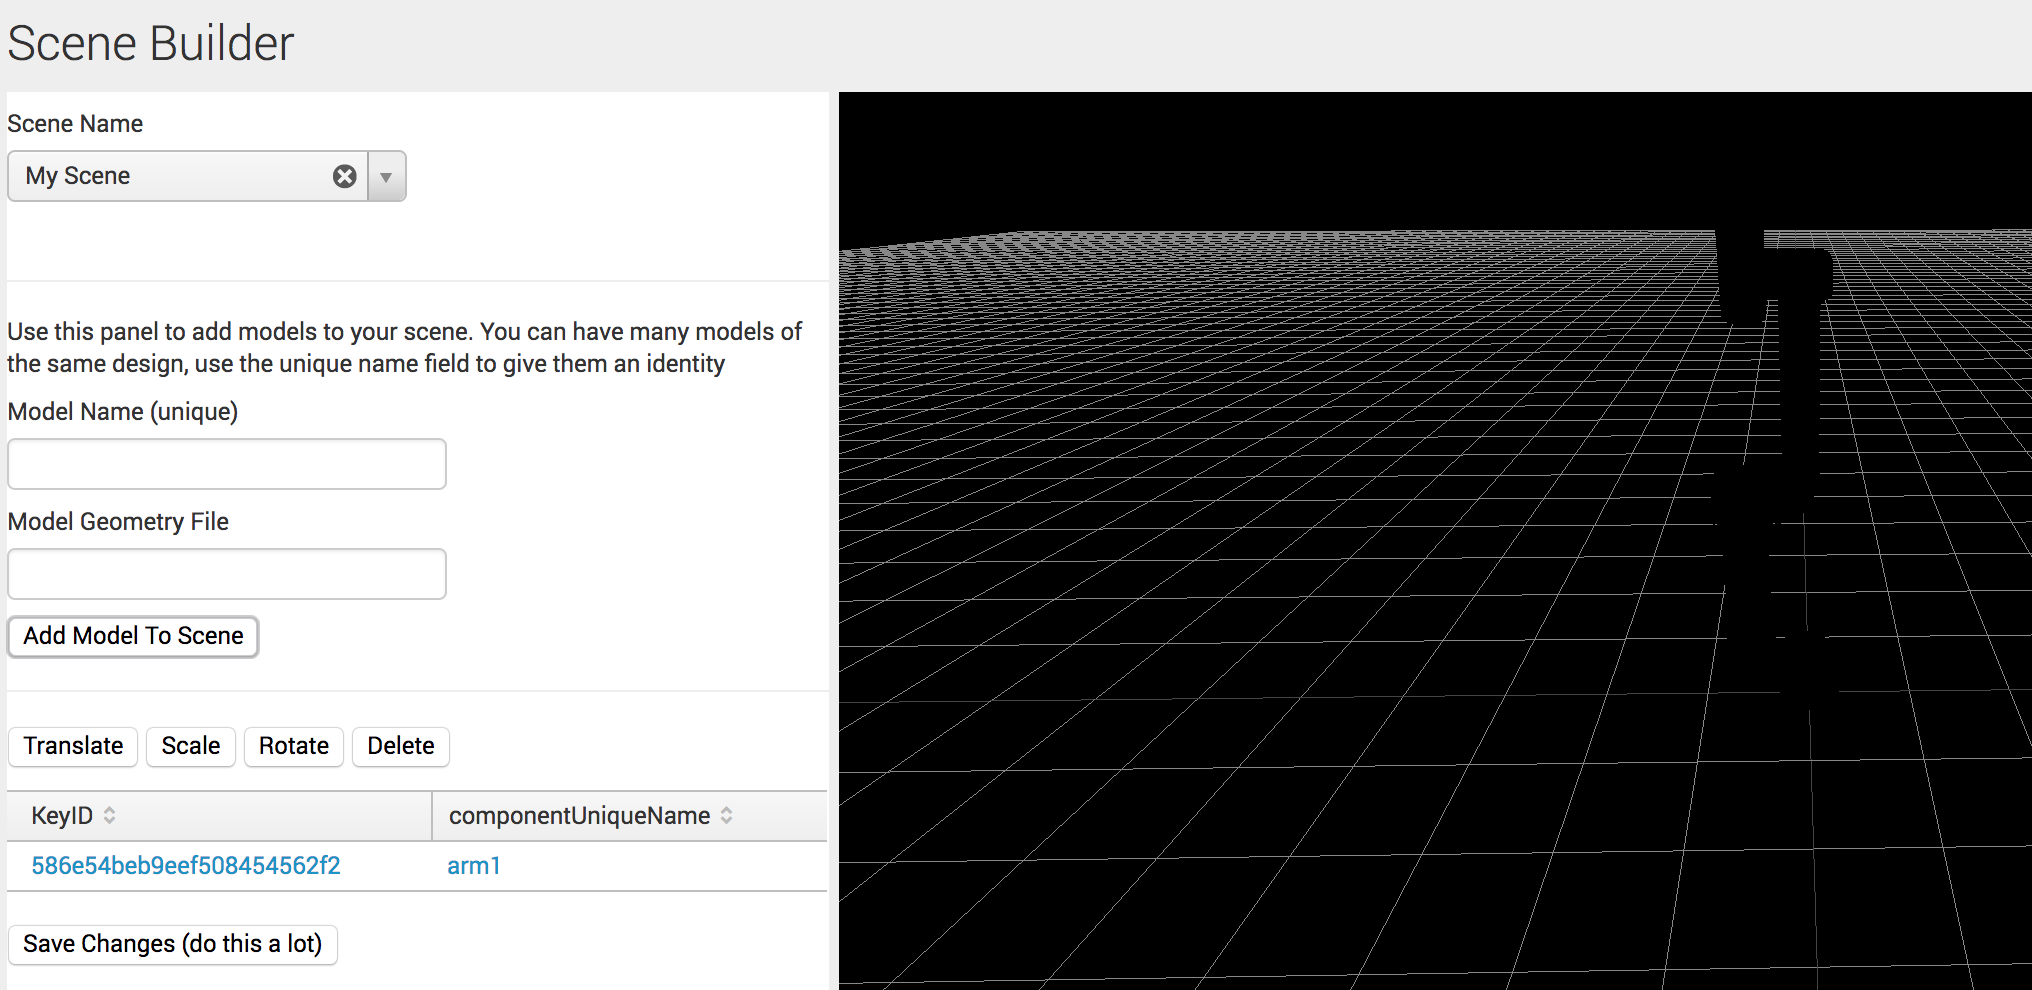 Scene Builder
Scene Name
My Scene
Use this panel to add models to your scene. You can have many models of
the same design, use the unique name field to give them an identity
Model Name (unique)
Model Geometry File
Add Model To Scene
Translate Scale Rotate Delete
KeyID componentUniqueName
586e54beb9eef508454562f2 arm1
Save Changes (do this a lot)